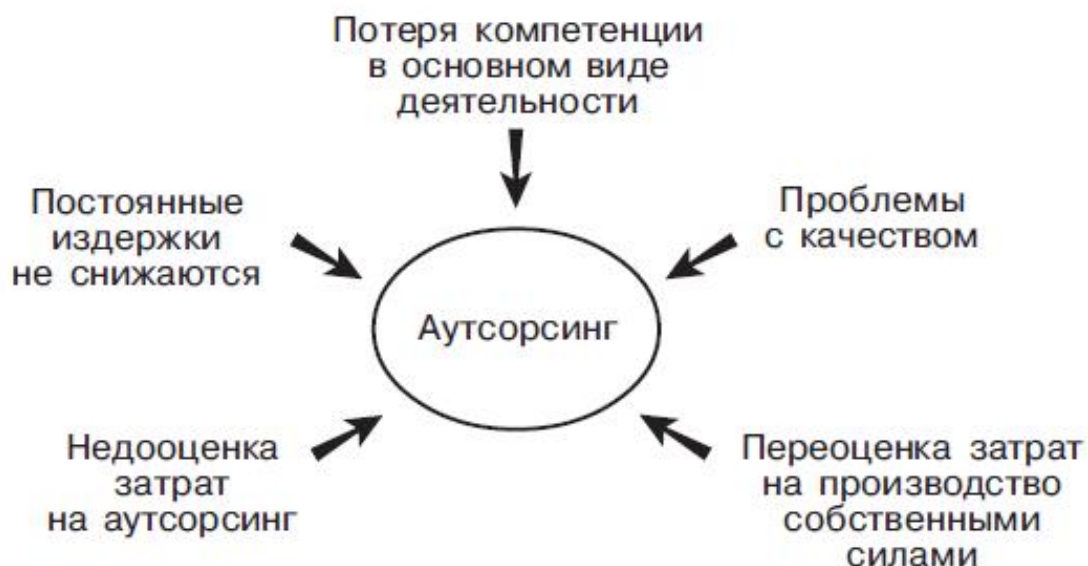 Потеря компетенции
в основном виде
деятельности
Постоянные
издержки
не снижаются
Проблемы
с качеством
Аутсорсинг
Недооценка
затрат
на аутсорсинг
Переоценка затрат
на производство
собственными
силами